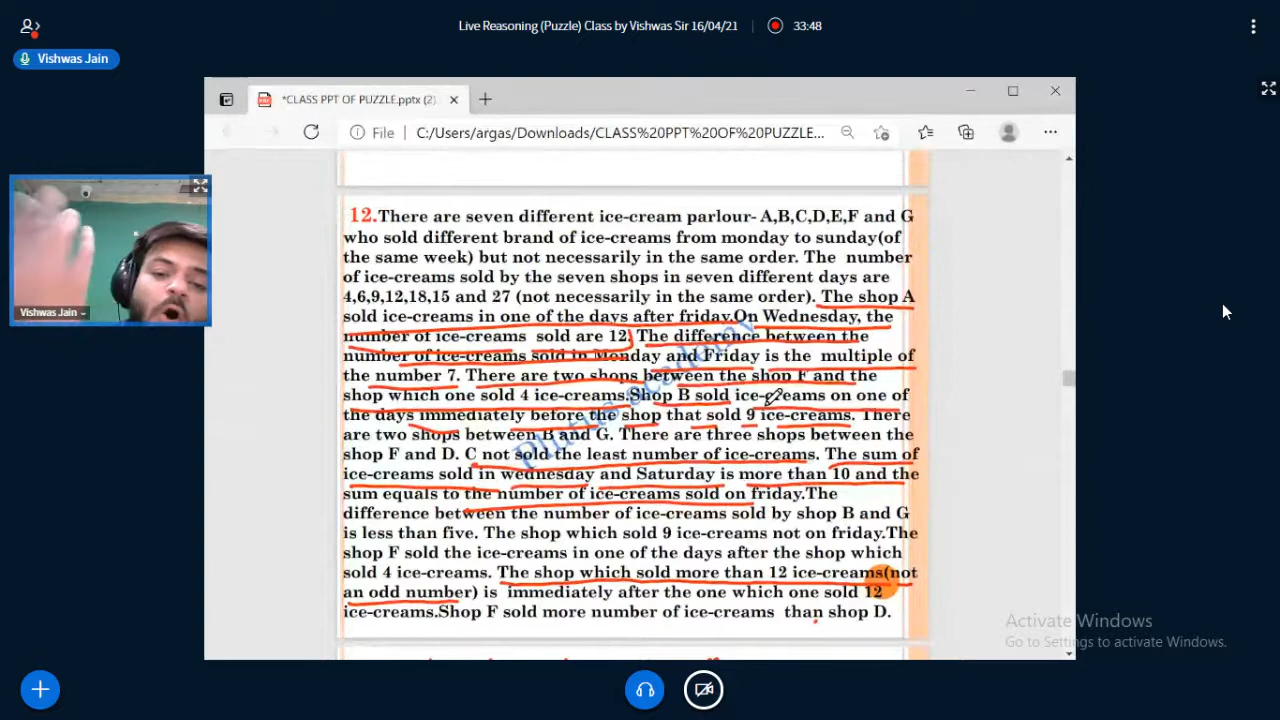 Live Reasoning (Puzzle) Class by Vishwas Sir 16/04/21
33:48
Vishwas Jain
*CLASS PPT OF PUZZLE.pptx (2)
File
C:/Users/argas/Downloads/CLASS%20PPT%20OF%20PUZZLE...
Vishwas Jain
12.There are seven different ice-cream parlour- A,B,C,D,E,F and G
who sold different brand of ice-creams from monday to sunday(of
the same week) but not necessarily in the same order. The number
of ice-creams sold by the seven shops in seven different days are
4,6,9,12,18,15 and 27 (not necessarily in the same order). The shop A
sold ice-creams in one of the days after friday.On Wednesday, the
number of ice-creams sold are 12. The difference between the
number of ice-creams sold in Monday and Friday is the multiple of
the number 7. There are two shops between the shop F and the
shop which one sold 4 ice-creams.Shop B sold ice-creams on one of
the days immediately before the shop that sold 9 ice-creams. There
are two shops between B and G. There are three shops between the
shop F and D. C not sold the least number of ice-creams. The sum of
ice-creams sold in wednesday and Saturday is more than 10 and the
sum equals to the number of ice-creams sold on friday.The
difference between the number of ice-creams sold by shop B and G
is less than five. The shop which sold 9 ice-creams not on friday.The
shop F sold the ice-creams in one of the days after the shop which
sold 4 ice-creams. The shop which sold more than 12 ice-creams(not
an odd number) is immediately after the one which one sold 12
ice-creams.Shop F sold more number of ice-creams than shop D.
Plutus academy
Activate Windows
Go to Settings to activate Windows.